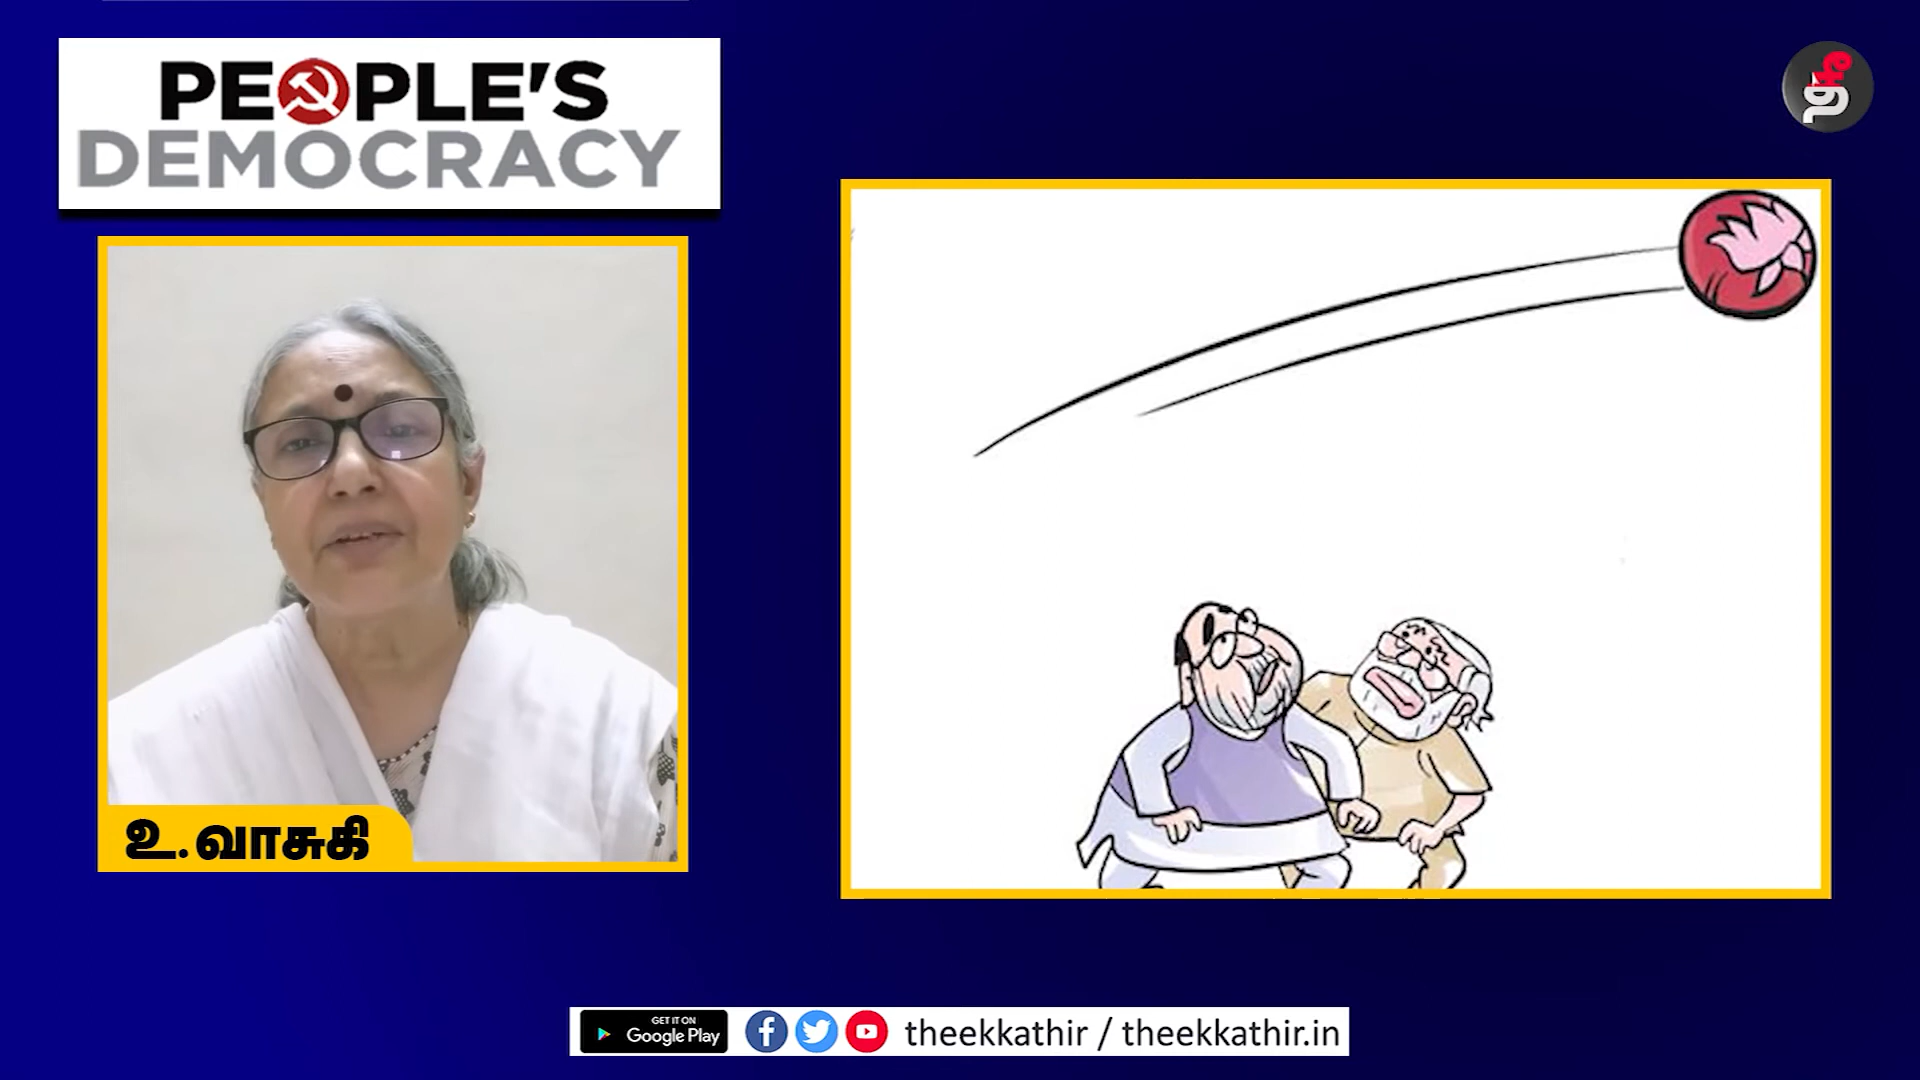 PEOPLE'S
DEMOCRACY
தீ
உ.வாசுகி
GET IT ON
Google Play
theekkathir / theekkathir.in